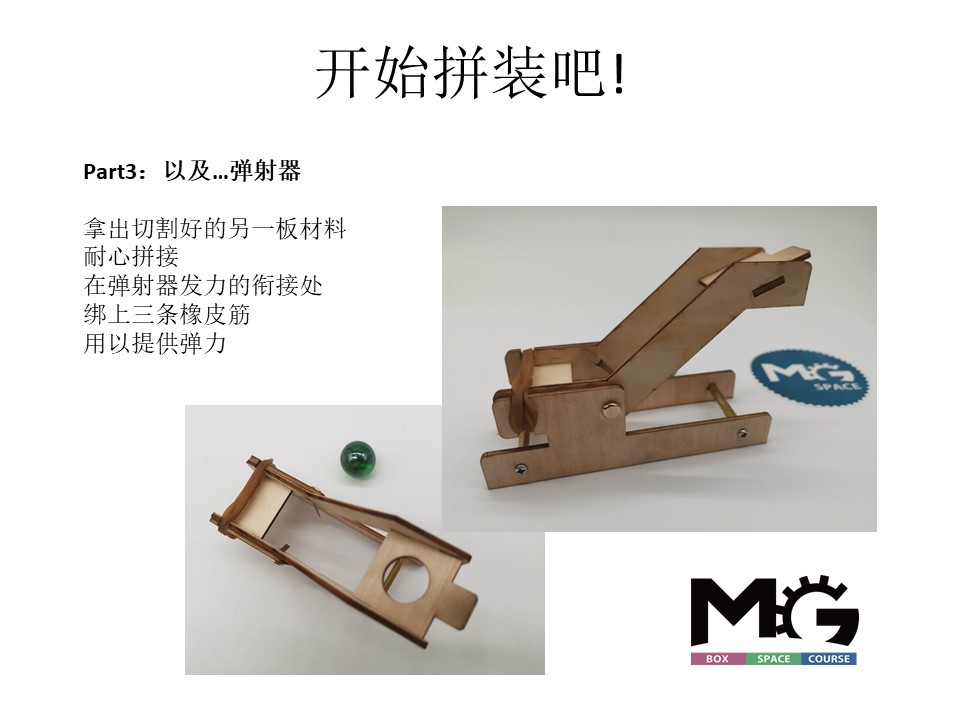 开始拼装吧!
Part3：以及...弹射器
拿出切割好的另一板材料
耐心拼接
在弹射器发力的衔接处
绑上三条橡皮筋
用以提供弹力
MG
SPACE
MG
BOX SPACE COURSE